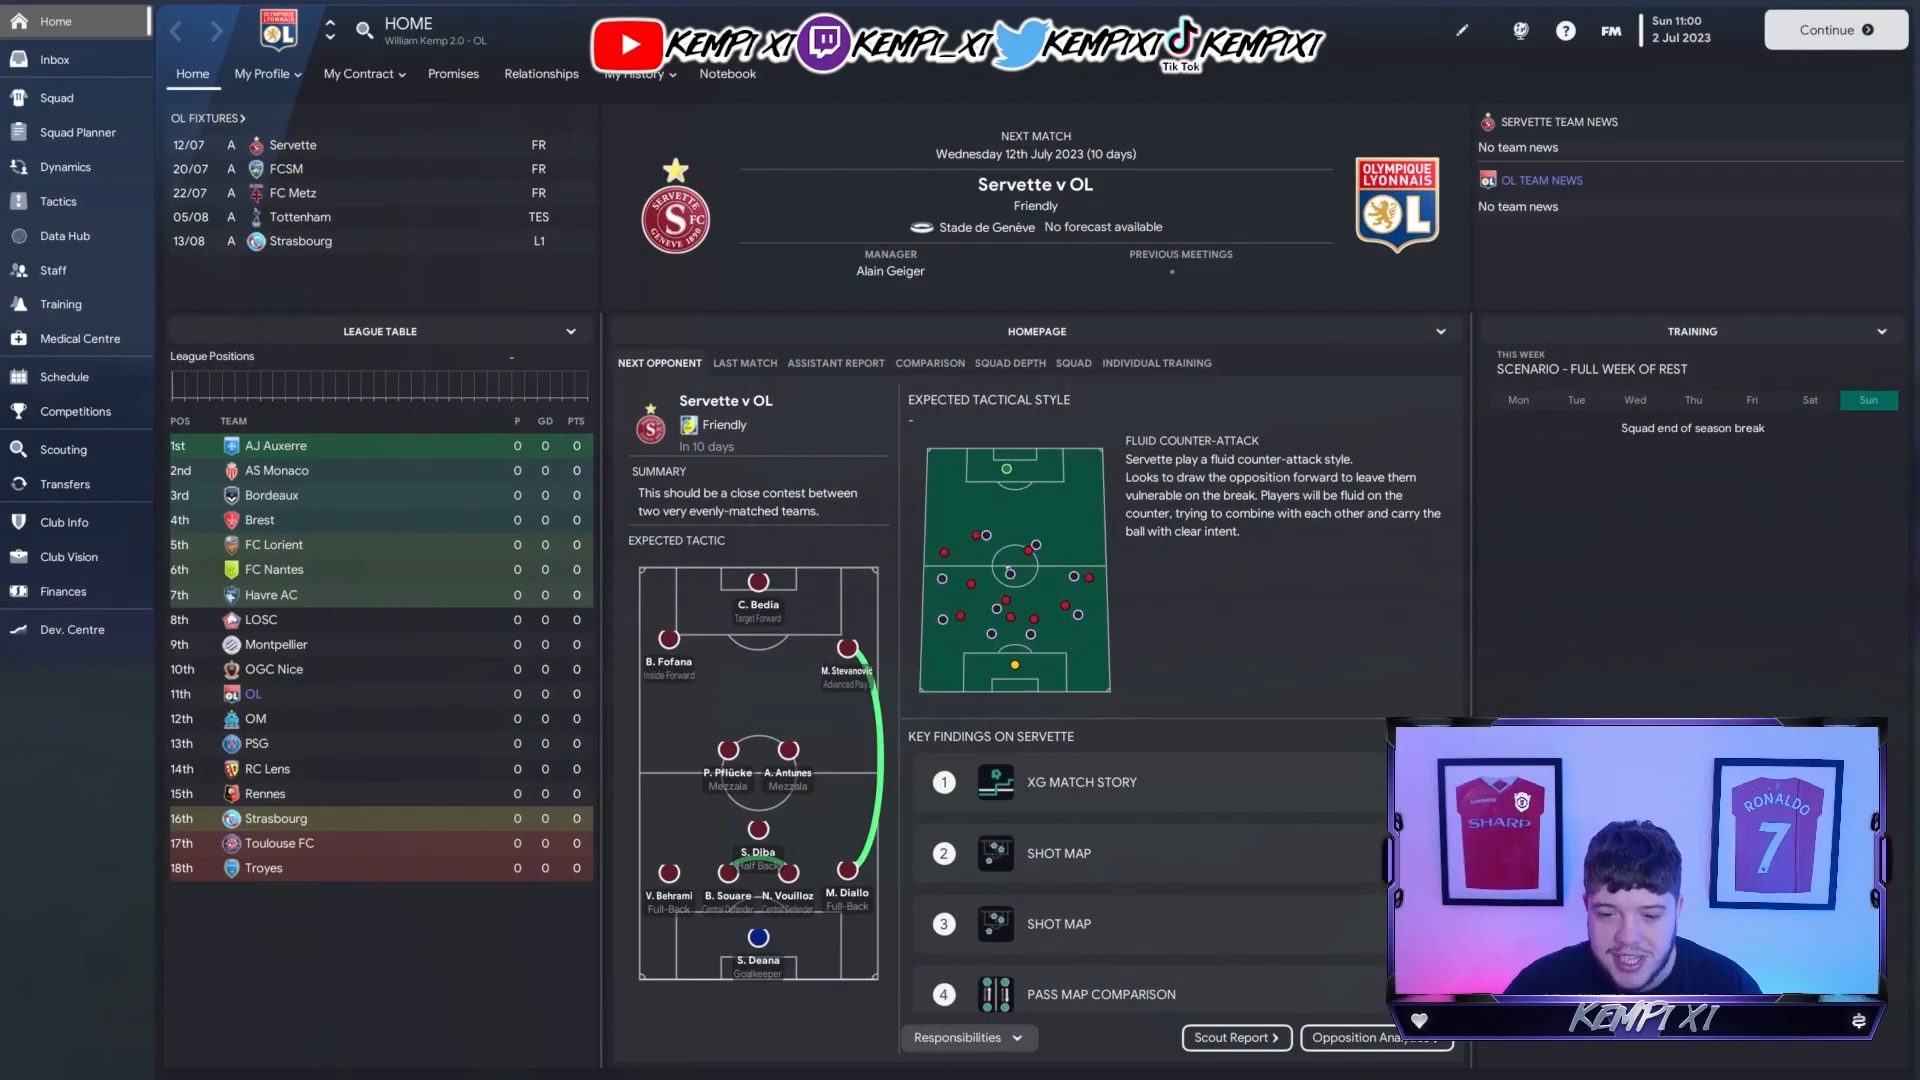 Home
Inbox
Squad
Squad Planner
Dynamics
Tactics
Data Hub
Staff
Training
Medical Centre
Schedule
Competitions
Scouting
Transfers
Club Info
Club Vision
Finances
Dev. Centre
OLYMPIQUE LYONNAIS OL
HOME
William Kemp 2.0 - OL
KEMPI XI KEMPI_XI KEMPIXI KEMPIXI
Tik Tok
FM
Sun 11:00
2 Jul 2023
Continue
Home My Profile My Contract Promises Relationships My History Notebook
OL FIXTURES
12/07 A Servette FR
20/07 A FCSM FR
22/07 A FC Metz FR
05/08 A Tottenham TES
13/08 A Strasbourg L1
NEXT MATCH
Wednesday 12th July 2023 (10 days)
Servette v OL
Friendly
Stade de Genève No forecast available
MANAGER
Alain Geiger
PREVIOUS MEETINGS
SERVETTE S FC GENEVE 1890
OLYMPIQUE LYONNAIS
OL
SERVETTE TEAM NEWS
No team news
OL TEAM NEWS
No team news
LEAGUE TABLE
League Positions -
POS TEAM P GD PTS
1st AJ Auxerre 0 0 0
2nd AS Monaco 0 0 0
3rd Bordeaux 0 0 0
4th Brest 0 0 0
5th FC Lorient 0 0 0
6th FC Nantes 0 0 0
7th Havre AC 0 0 0
8th LOSC 0 0 0
9th Montpellier 0 0 0
10th OGC Nice 0 0 0
11th OL 0 0 0
12th OM 0 0 0
13th PSG 0 0 0
14th RC Lens 0 0 0
15th Rennes 0 0 0
16th Strasbourg 0 0 0
17th Toulouse FC 0 0 0
18th Troyes 0 0 0
HOMEPAGE
NEXT OPPONENT LAST MATCH ASSISTANT REPORT COMPARISON SQUAD DEPTH SQUAD INDIVIDUAL TRAINING
Servette v OL
Friendly
In 10 days
SUMMARY
This should be a close contest between
two very evenly-matched teams.
EXPECTED TACTIC
C. Bedia
Target Forward
B. Fofana
Inside Forward
M. Stevanović
Advanced Play...
P. Pflücke
Mezzala
A. Antunes
Mezzala
S. Diba
Half Back
V. Behrami
Full-Back
B. Souare
Central Defender
N. Vouilloz
Central Defender
M. Diallo
Full-Back
S. Deana
Goalkeeper
EXPECTED TACTICAL STYLE
-
FLUID COUNTER-ATTACK
Servette play a fluid counter-attack style.
Looks to draw the opposition forward to leave them
vulnerable on the break. Players will be fluid on the
counter, trying to combine with each other and carry the
ball with clear intent.
KEY FINDINGS ON SERVETTE
1 XG MATCH STORY
2 SHOT MAP
3 SHOT MAP
4 PASS MAP COMPARISON
Responsibilities
Scout Report
Opposition
TRAINING
THIS WEEK
SCENARIO - FULL WEEK OF REST
Mon Tue Wed Thu Fri Sat Sun
Squad end of season break
SHARP
RONALDO
7
KEMPI XI